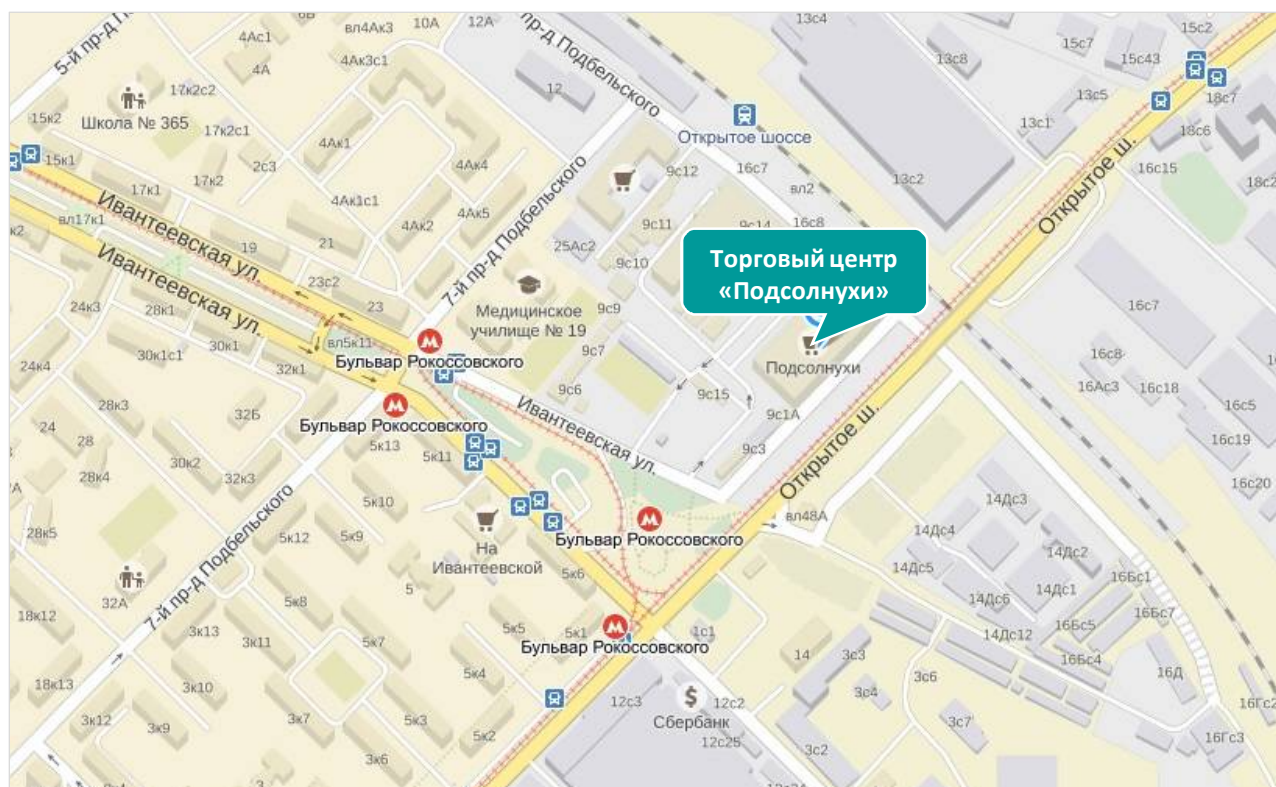 6В
вл4Ак3
10А
12А
пр-д Подбельского
13с4
15с2
5-й пр-д По
4Ас1
4А
4Ак3с1
15с7
15с43
13с8
17к2с2
12
13с5
18с7
15к2
Школа № 365
17к2с1
Открытое шоссе
13с1
18с6
4Ак1
15к1
2с3
4Ак4
9с12
16с7
16с15
17к2
17к1
вл2
13с2
18с2
4Ак1с1
4Ак5
7-й пр-д Подбельского
Открытое ш.
вл17к1
Ивантеевская ул.
4Ак2
9с11
9с14
16с8
к2
19
21
25Ас2
9с10
Торговый центр
«Подсолнухи»
Ивантеевская ул.
23с2
24к3
28к1
23
Медицинское
училище № 19
9с9
16с7
30к1с1
30к1
вл5к11
Бульвар Рокоссовского
9с7
Подсолнухи
16с8
24к4
32к1
9с6
9с15
16Ас3
16с18
28к3
32Б
Бульвар Рокоссовского
Ивантеевская ул.
9с1А
16с5
24
28
5к13
5к11
9с3
Открытое ш.
16с19
30к2
28к4
32к3
16с20
2А
5к10
14Дс3
7-й пр-д Подбельского
Бульвар Рокоссовского
вл48А
14Дс4
28к5
5к12
5к9
На
Ивантеевской
14Дс2
5к6
14Дс5
16Бс1
32А
5
14Дс1
5к8
14Дс6
16Бс7
18к12
3к13
3к11
5к7
5к5
5к1
Бульвар Рокоссовского
1с1
14Дс12
16Бс5
16Бс4
14
3с3
3с6
16Д
18к13
3к10
5к4
3с4
12с3
Сбербанк
12с2
16Гс2
3к12
3к9
3к7
5к3
5к2
12с25
3с7
16Гс3
3с2
3к6
3